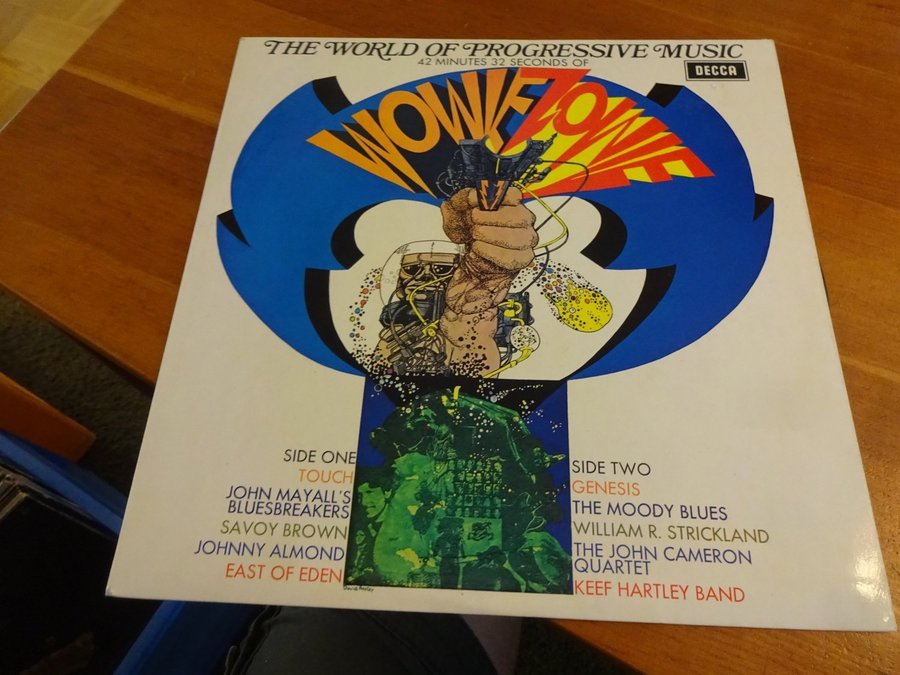 THE WORLD OF PROGRESSIVE MUSIC
42 MINUTES 32 SECONDS OF
DECCA
WOWIE ZOWIE
SIDE ONE
TOUCH
JOHN MAYALL'S
BLUESBREAKERS
SAVOY BROWN
JOHNNY ALMOND
EAST OF EDEN
SIDE TWO
GENESIS
THE MOODY BLUES
WILLIAM R. STRICKLAND
THE JOHN CAMERON
QUARTET
KEEF HARTLEY BAND